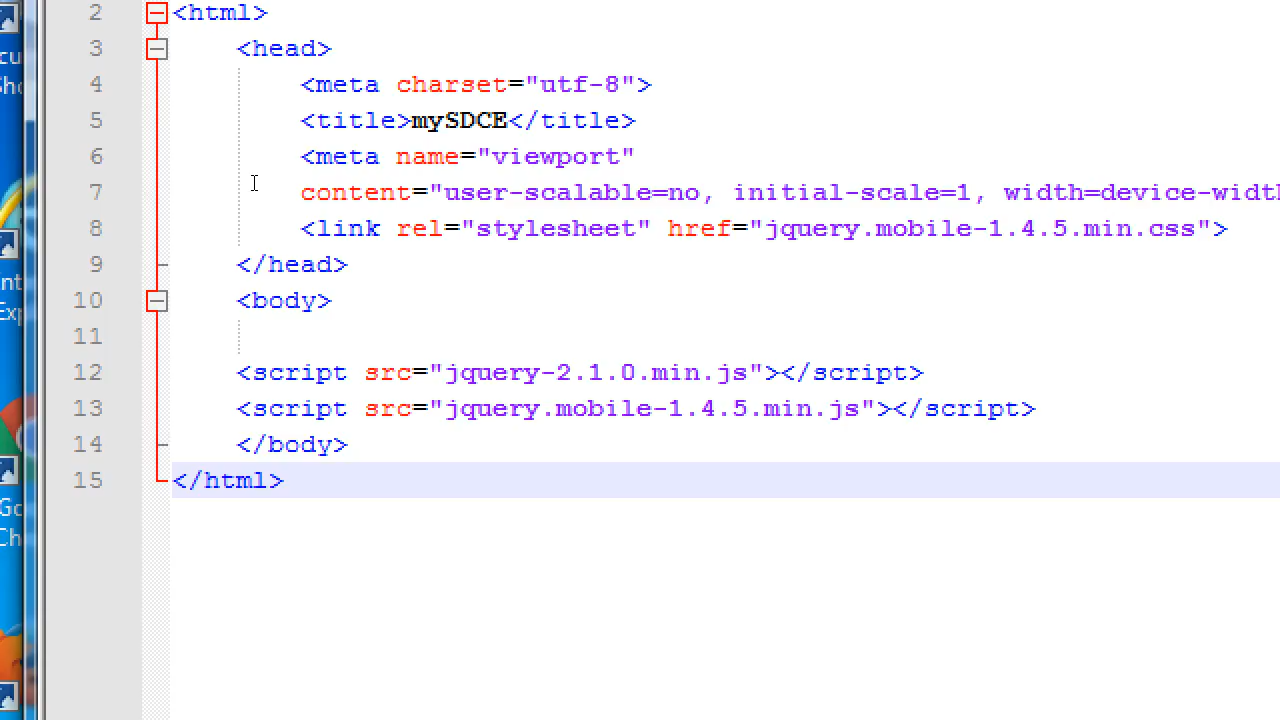 2 <html>
3 <head>
4 <meta charset="utf-8">
5 <title>mySDCE</title>
6 <meta name="viewport"
7 content="user-scalable=no, initial-scale=1, width=device-width
8 <link rel="stylesheet" href="jquery.mobile-1.4.5.min.css">
9 </head>
10 <body>
11
12 <script src="jquery-2.1.0.min.js"></script>
13 <script src="jquery.mobile-1.4.5.min.js"></script>
14 </body>
15 </html>